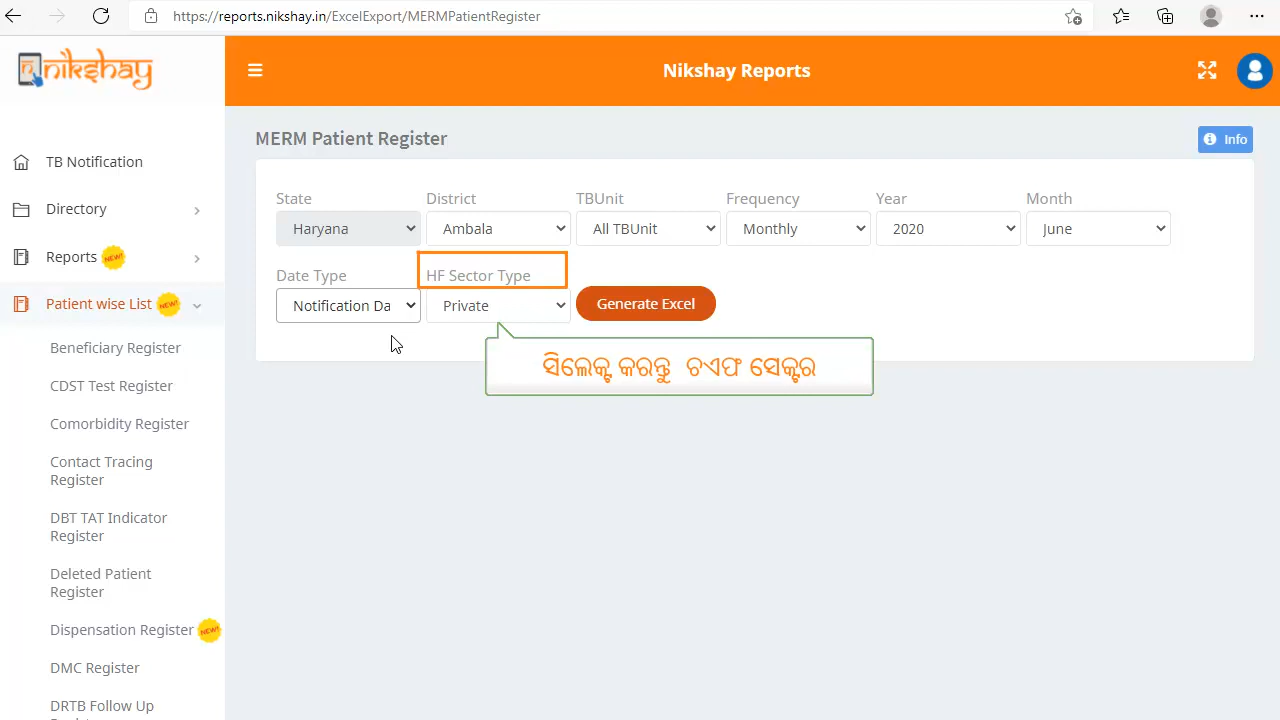 https://reports.nikshay.in/ExcelExport/MERMPatientRegister
nikshay
Nikshay Reports
TB Notification
Directory
Reports NEW!
Patient wise List NEW!
Beneficiary Register
CDST Test Register
Comorbidity Register
Contact Tracing
Register
DBT TAT Indicator
Register
Deleted Patient
Register
Dispensation Register NEW!
DMC Register
DRTB Follow Up
MERM Patient Register
Info
State District TBUnit Frequency Year Month
Haryana Ambala All TBUnit Monthly 2020 June
Date Type HF Sector Type
Notification Da Private Generate Excel
ସିଲେକ୍ଟ କରନ୍ତୁ ଚଏଫ ସେକ୍ଟର